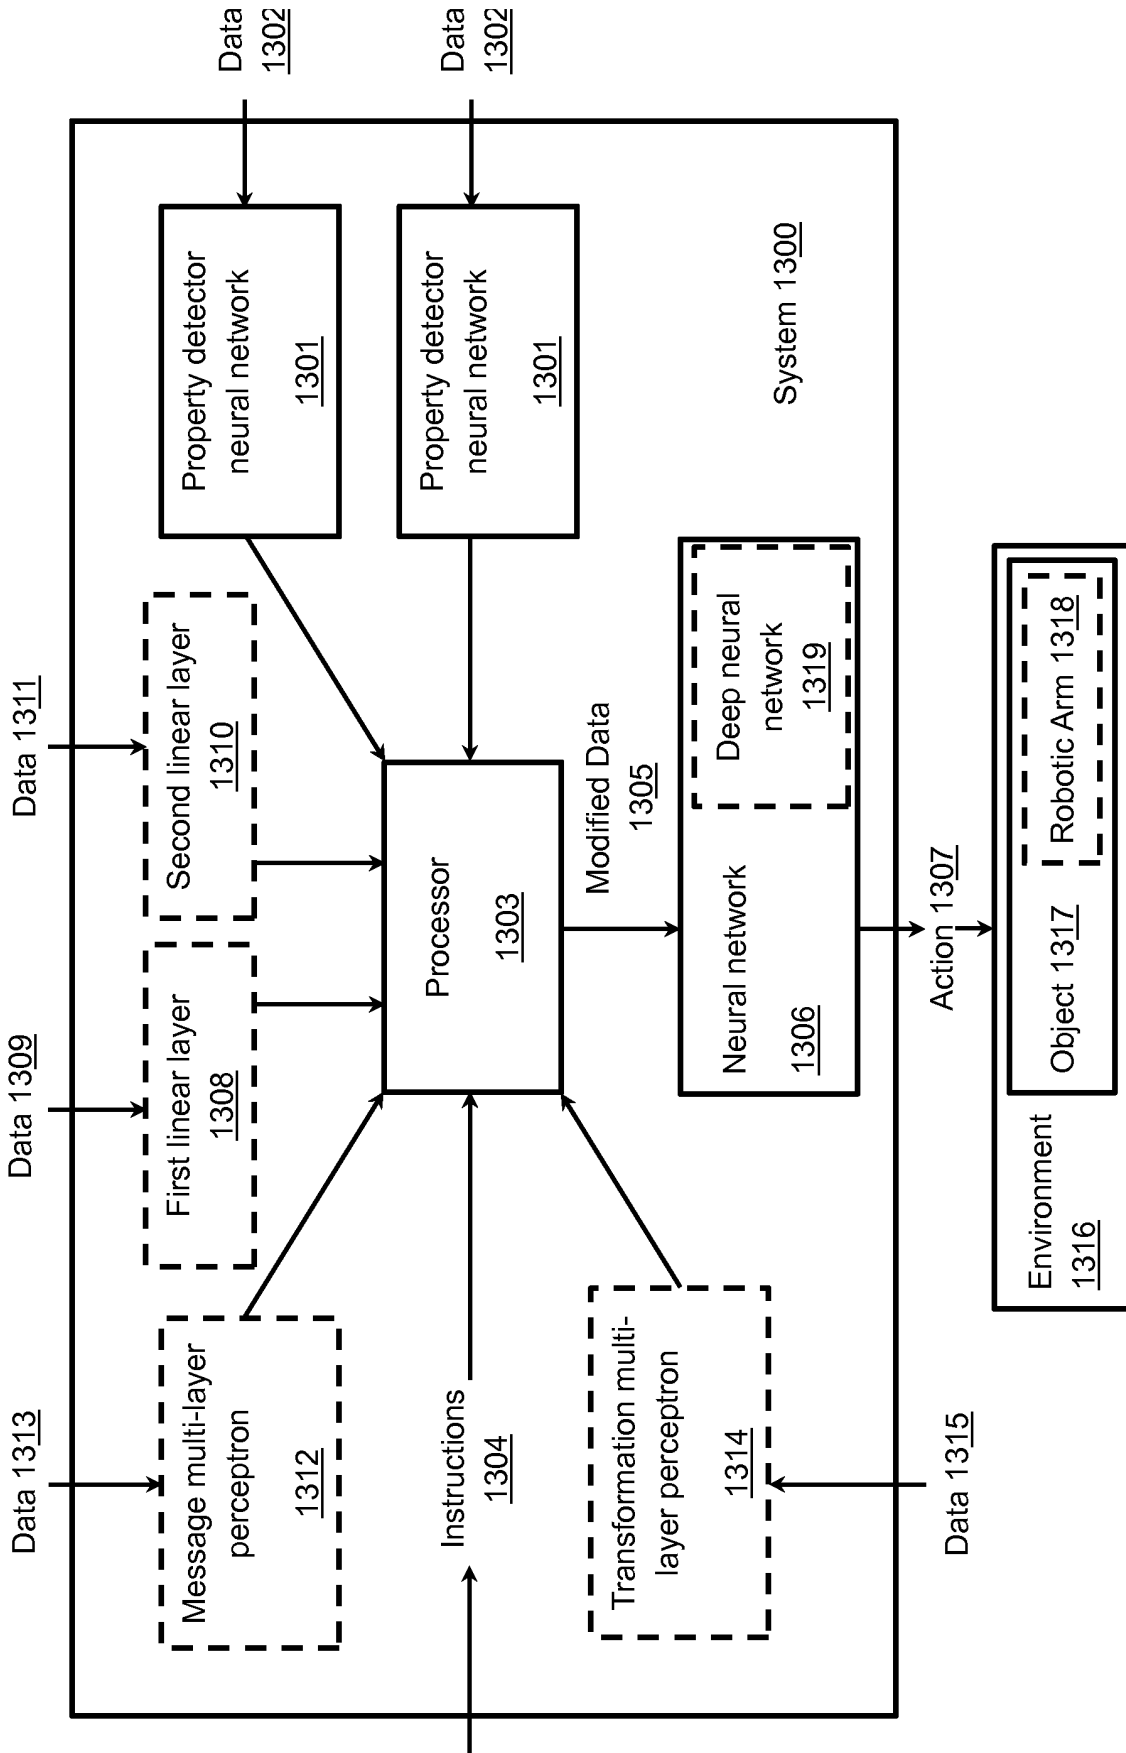 Data 1313
Data 1309
Data 1311
Message multi-layer
perceptron
1312
First linear layer
1308
Second linear layer
1310
Property detector
neural network
1301
Data
1302
Instructions
1304
Processor
1303
Property detector
neural network
1301
Data
1302
Transformation multi-
layer perceptron
1314
Modified Data
1305
Neural network
1306
Deep neural
network
1319
System 1300
Data 1315
Action 1307
Environment
1316
Object 1317
Robotic Arm 1318